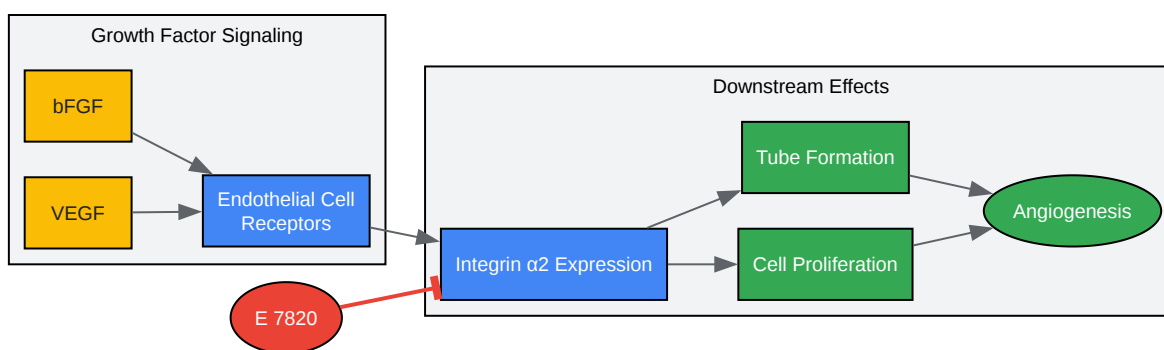 Growth Factor Signaling
bFGF
VEGF
Endothelial Cell
Receptors
Downstream Effects
Tube Formation
Angiogenesis
Integrin α2 Expression
Cell Proliferation
E 7820